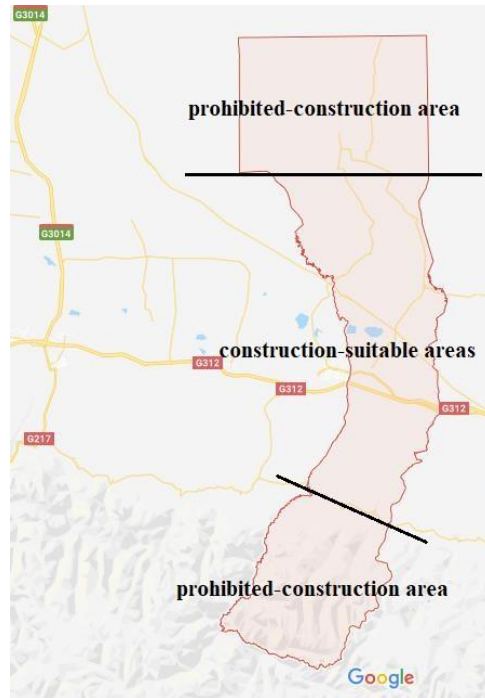 G3014
prohibited-construction area
G3014
construction-suitable areas
G312
G312
G312
G217
prohibited-construction area
Google